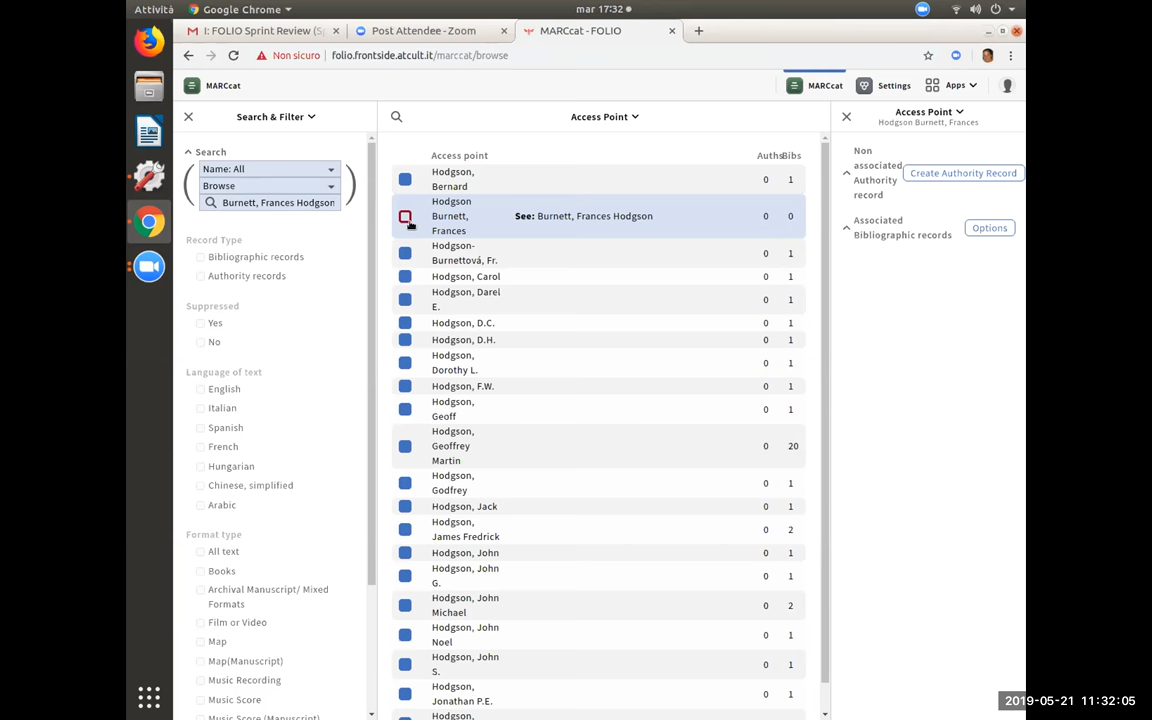 Attività
Google Chrome
mar 17:32
I: FOLIO Sprint Review (S
Post Attendee - Zoom
MARCcat - FOLIO
Non sicuro
folio.frontside.atcult.it/marccat/browse
MARCcat
MARCcat
Settings
Apps
Search & Filter
Access Point
Access Point
Hodgson Burnett, Frances
Search
Name: All
Browse
Burnett, Frances Hodgson
Record Type
Bibliographic records
Authority records
Suppressed
Yes
No
Language of text
English
Italian
Spanish
French
Hungarian
Chinese, simplified
Arabic
Format type
All text
Books
Archival Manuscript/ Mixed
Formats
Film or Video
Map
Map(Manuscript)
Music Recording
Music Score
Music Score (Manuscript)
Access point Auths Bibs
Hodgson,
Bernard 0 1
Hodgson
Burnett, See: Burnett, Frances Hodgson 0 0
Frances
Hodgson-
Burnettová, Fr. 0 1
Hodgson, Carol 0 1
Hodgson, Darel
E. 0 1
Hodgson, D.C. 0 1
Hodgson, D.H. 0 1
Hodgson,
Dorothy L. 0 1
Hodgson, F.W. 0 1
Hodgson,
Geoff 0 1
Hodgson,
Geoffrey 0 20
Martin
Hodgson,
Godfrey 0 1
Hodgson, Jack 0 1
Hodgson,
James Fredrick 0 2
Hodgson, John 0 1
Hodgson, John
G. 0 1
Hodgson, John
Michael 0 2
Hodgson, John
Noel 0 1
Hodgson, John
S. 0 1
Hodgson,
Jonathan P.E. 0 1
Hodgson,
Non
associated
Authority
record
Create Authority Record
Associated
Bibliographic records
Options
2019-05-21 11:32:05